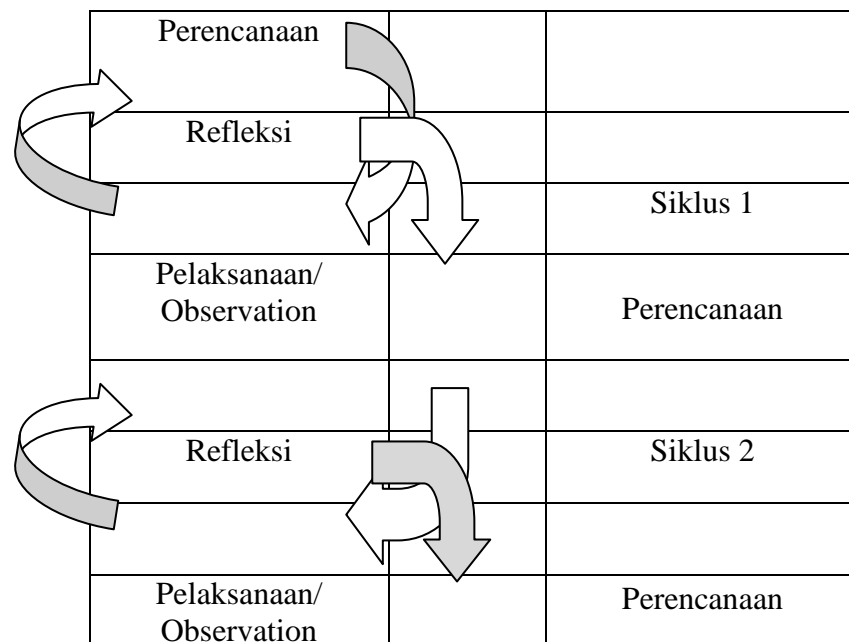 Perencanaan
Refleksi
Siklus 1
Pelaksanaan/
Observation
Perencanaan
Refleksi
Siklus 2
Pelaksanaan/
Observation
Perencanaan